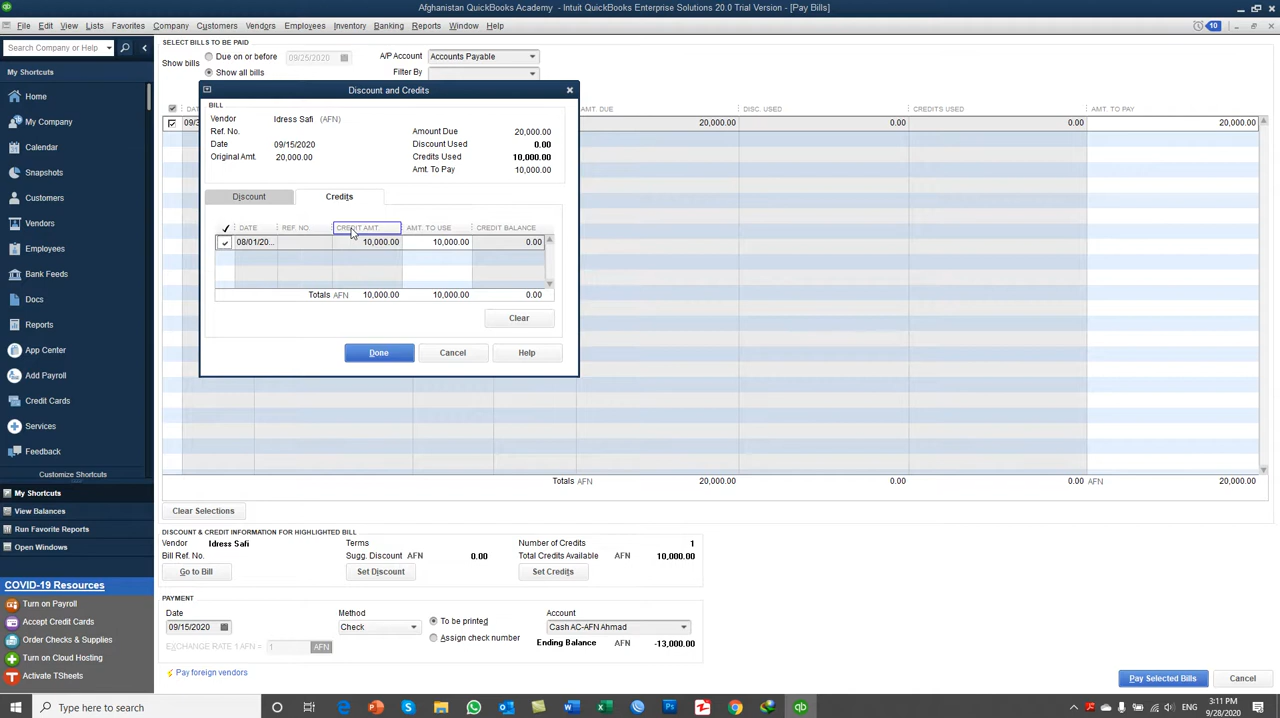 Afghanistan QuickBooks Academy - Intuit QuickBooks Enterprise Solutions 20.0 Trial Version - [Pay Bills]
File Edit View Lists Favorites Company Customers Vendors Employees Inventory Banking Reports Window Help 10
Search Company or Help
My Shortcuts
Home
My Company
Calendar
Snapshots
Customers
Vendors
Employees
Bank Feeds
Docs
Reports
App Center
Add Payroll
Credit Cards
Services
Feedback
Customize Shortcuts
My Shortcuts
View Balances
Run Favorite Reports
Open Windows
COVID-19 Resources
Turn on Payroll
Accept Credit Cards
Order Checks & Supplies
Turn on Cloud Hosting
Activate TSheets
SELECT BILLS TO BE PAID
Show bills Due on or before 09/25/2020 A/P Account Accounts Payable
Show all bills Filter By
AMT. DUE DISC. USED CREDITS USED AMT. TO PAY
20,000.00 0.00 0.00 20,000.00
Discount and Credits
BILL
Vendor Idress Safi (AFN)
Ref. No. Amount Due 20,000.00
Date 09/15/2020 Discount Used 0.00
Original Amt. 20,000.00 Credits Used 10,000.00
Amt. To Pay 10,000.00
Discount Credits
DATE REF. NO. CREDIT AMT. AMT. TO USE CREDIT BALANCE
08/01/20... 10,000.00 10,000.00 0.00
Totals AFN 10,000.00 10,000.00 0.00
Clear
Done Cancel Help
Totals AFN 20,000.00 0.00 0.00 AFN 20,000.00
Clear Selections
DISCOUNT & CREDIT INFORMATION FOR HIGHLIGHTED BILL
Vendor Idress Safi Terms Number of Credits 1
Bill Ref. No. Sugg. Discount AFN 0.00 Total Credits Available AFN 10,000.00
Go to Bill Set Discount Set Credits
PAYMENT
Date Method To be printed Account
09/15/2020 Check Assign check number Cash AC-AFN Ahmad
EXCHANGE RATE 1 AFN = 1 AFN Ending Balance AFN -13,000.00
Pay foreign vendors
Pay Selected Bills Cancel
Type here to search
3:11 PM
9/28/2020